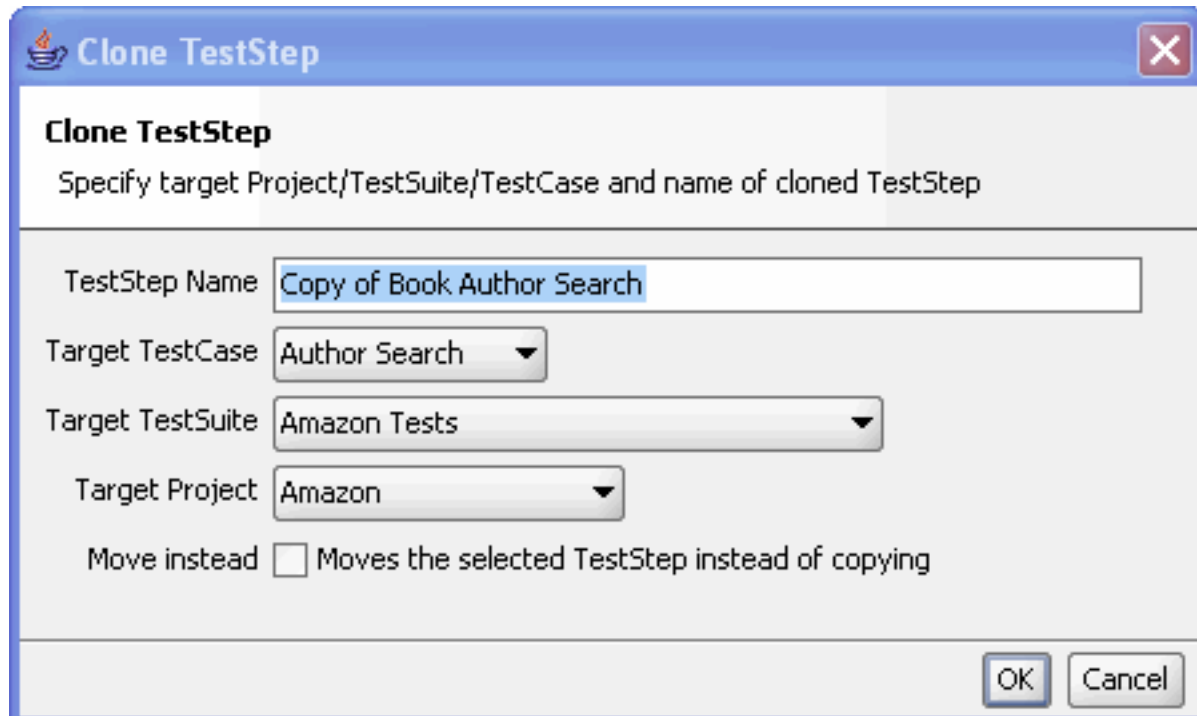 Clone TestStep
Clone TestStep
Specify target Project/TestSuite/TestCase and name of cloned TestStep
TestStep Name Copy of Book Author Search
Target TestCase Author Search
Target TestSuite Amazon Tests
Target Project Amazon
Move instead Moves the selected TestStep instead of copying
OK Cancel